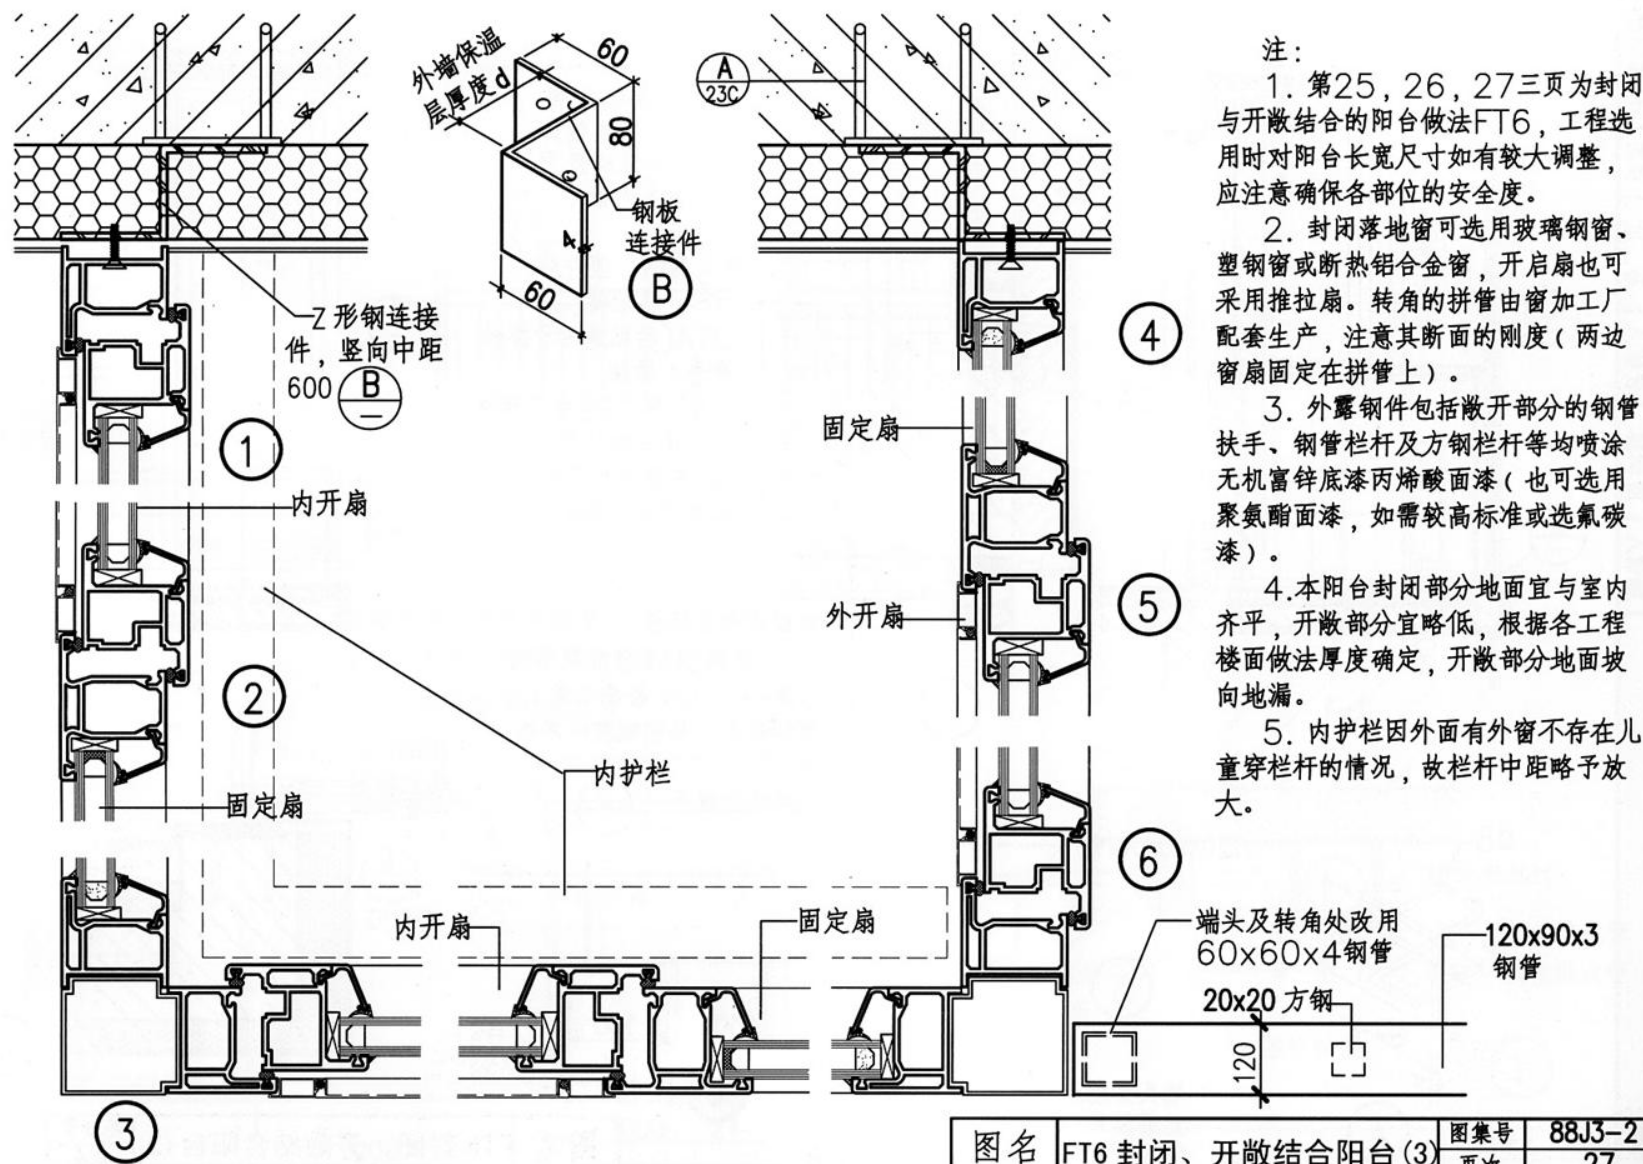 外墙保温
层厚度d
60
80
4
60
钢板
连接件
B
A
23C
Z形钢连接
件，竖向中距
600
B
—
1
内开扇
2
内护栏
固定扇
内开扇
固定扇
3
4
固定扇
5
外开扇
6
端头及转角处改用
60x60x4钢管
120x90x3
钢管
20x20方钢
120
注：
1. 第25，26，27三页为封闭
与开敞结合的阳台做法FT6，工程选
用时对阳台长宽尺寸如有较大调整，
应注意确保各部位的安全度。
2. 封闭落地窗可选用玻璃钢窗、
塑钢窗或断热铝合金窗，开启扇也可
采用推拉扇。转角的拼管由窗加工厂
配套生产，注意其断面的刚度（两边
窗扇固定在拼管上）。
3. 外露钢件包括敞开部分的钢管
扶手、钢管栏杆及方钢栏杆等均喷涂
无机富锌底漆丙烯酸面漆（也可选用
聚氨酯面漆，如需较高标准或选氟碳
漆）。
4.本阳台封闭部分地面宜与室内
齐平，开敞部分宜略低，根据各工程
楼面做法厚度确定，开敞部分地面坡
向地漏。
5. 内护栏因外面有外窗不存在儿
童穿栏杆的情况，故栏杆中距略予放
大。
图名
FT6 封闭、开敞结合阳台(3)
图集号
88J3-2